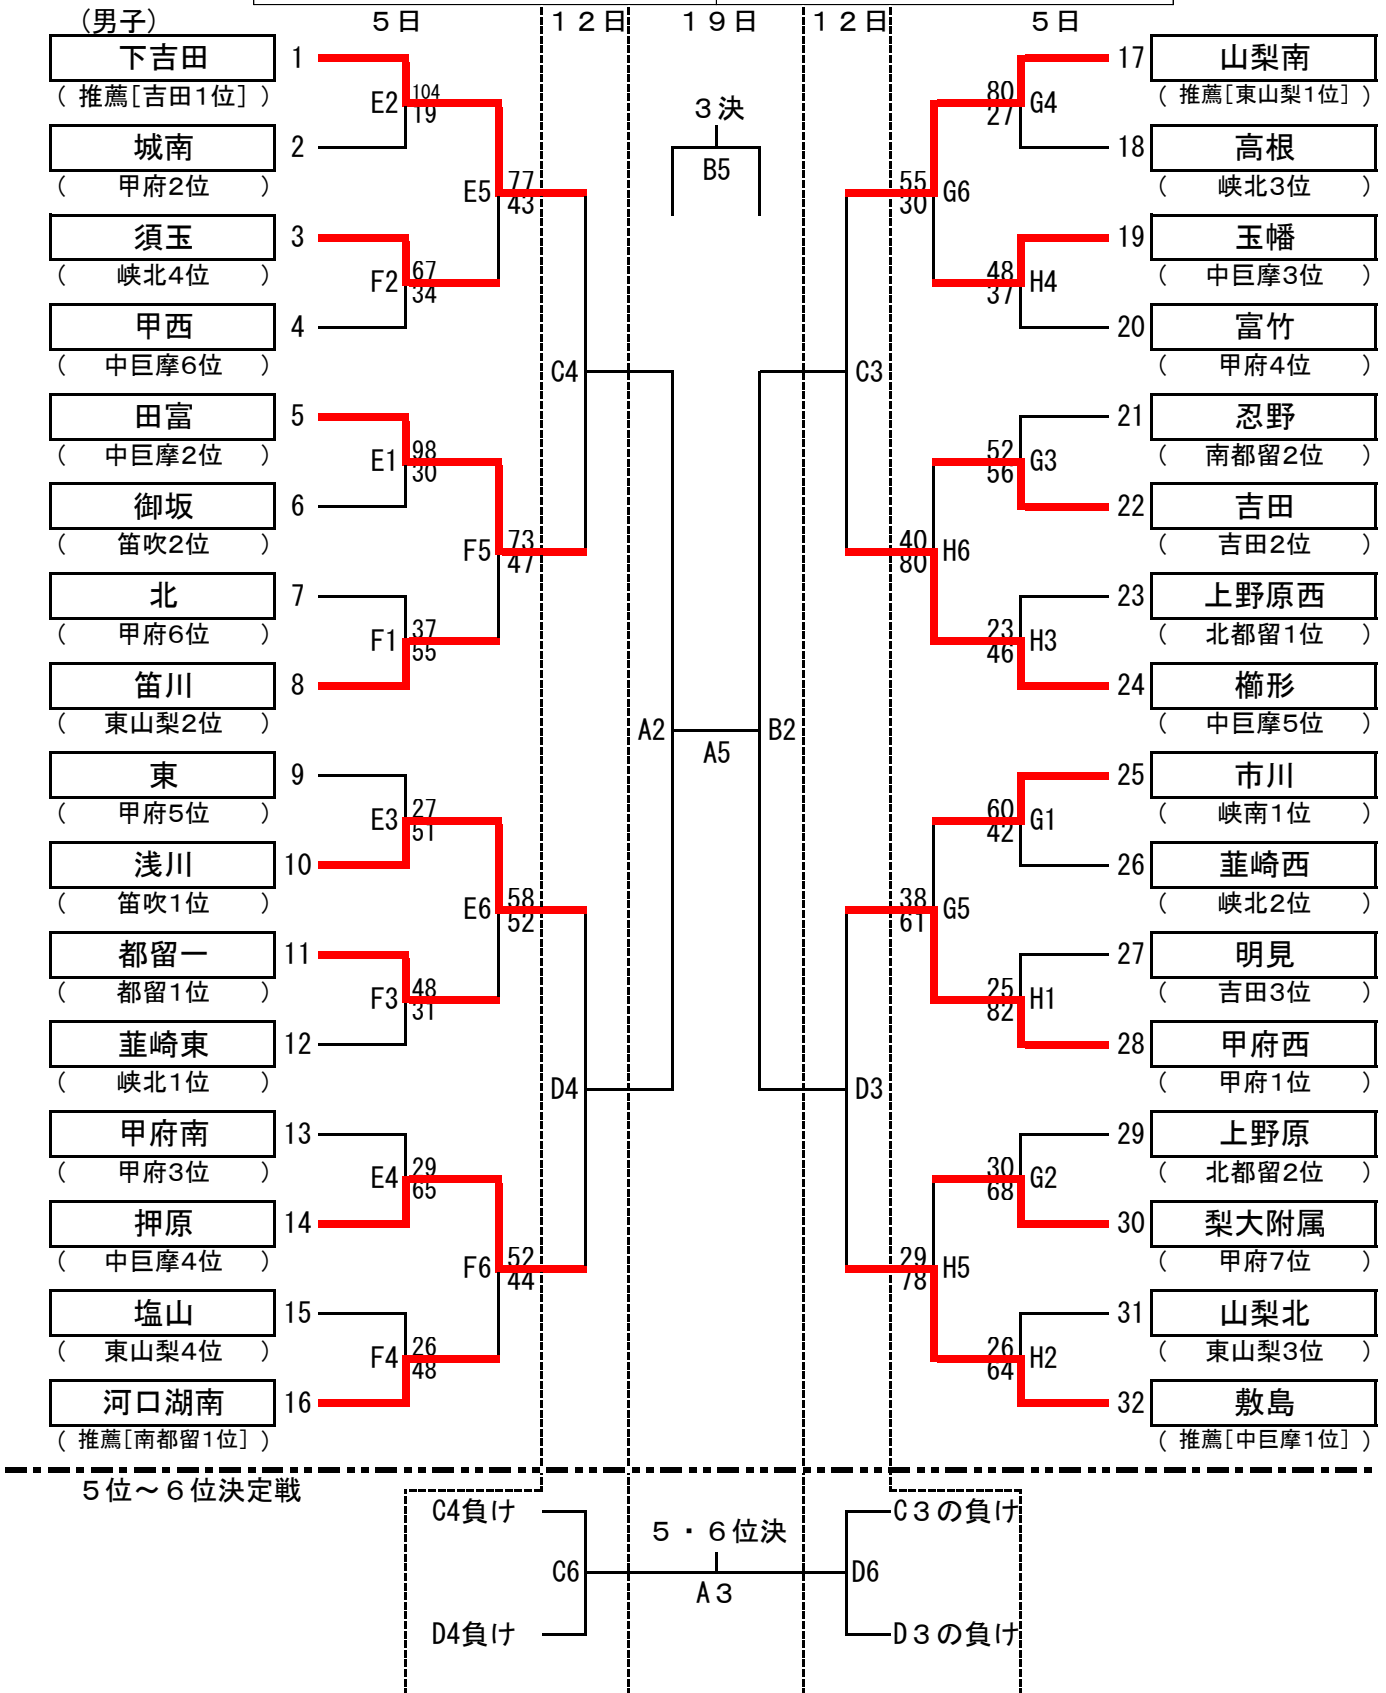 (男子)
５日 １２日 １９日 １２日 ５日
下吉田 1
( 推薦[吉田1位] )
E2 104 19
城南 2
( 甲府2位 )
E5 77 43
須玉 3
( 峡北4位 )
F2 67 34
甲西 4
( 中巨摩6位 )
C4
田富 5
( 中巨摩2位 )
E1 98 30
御坂 6
( 笛吹2位 )
F5 73 47
北 7
( 甲府6位 )
F1 37 55
笛川 8
( 東山梨2位 )
A2
東 9
( 甲府5位 )
E3 27 51
浅川 10
( 笛吹1位 )
E6 58 52
都留一 11
( 都留1位 )
F3 48 31
韮崎東 12
( 峡北1位 )
D4
甲府南 13
( 甲府3位 )
E4 29 65
押原 14
( 中巨摩4位 )
F6 52 44
塩山 15
( 東山梨4位 )
F4 26 48
河口湖南 16
( 推薦[南都留1位] )
３決
B5
A5
17 山梨南
( 推薦[東山梨1位] )
80 27 G4
18 高根
( 峡北3位 )
55 30 G6
19 玉幡
( 中巨摩3位 )
48 37 H4
20 富竹
( 甲府4位 )
C3
21 忍野
( 南都留2位 )
52 56 G3
22 吉田
( 吉田2位 )
40 80 H6
23 上野原西
( 北都留1位 )
23 46 H3
24 櫛形
( 中巨摩5位 )
B2
25 市川
( 峡南1位 )
60 42 G1
26 韮崎西
( 峡北2位 )
38 61 G5
27 明見
( 吉田3位 )
25 82 H1
28 甲府西
( 甲府1位 )
D3
29 上野原
( 北都留2位 )
30 68 G2
30 梨大附属
( 甲府7位 )
29 78 H5
31 山梨北
( 東山梨3位 )
26 64 H2
32 敷島
( 推薦[中巨摩1位] )
５位～６位決定戦
C4負け
C３の負け
５・６位決
C6
D6
A３
D4負け
D３の負け